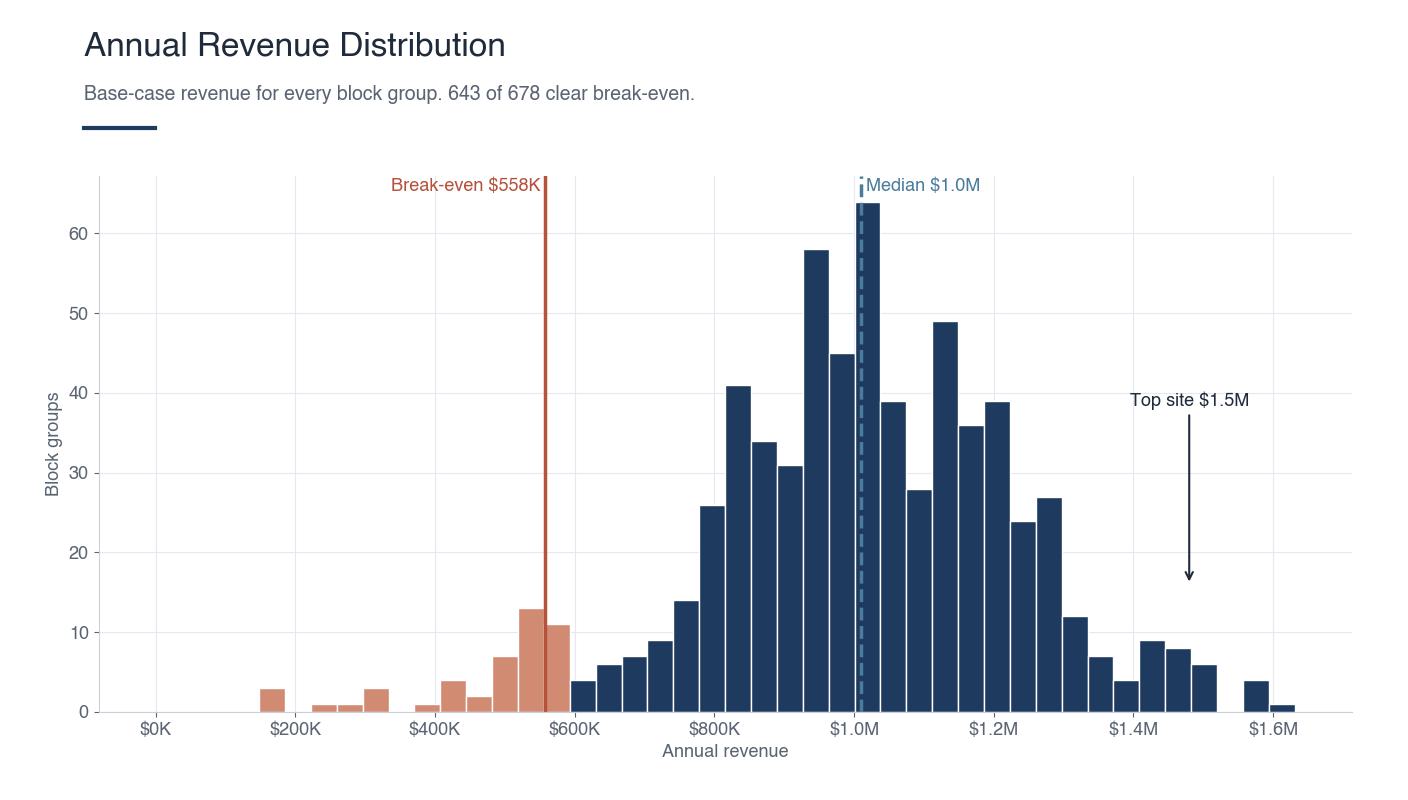 Annual Revenue Distribution
Base-case revenue for every block group. 643 of 678 clear break-even.
Break-even $558K
Median $1.0M
Top site $1.5M
Block groups
60
50
40
30
20
10
0
$0K
$200K
$400K
$600K
$800K
$1.0M
$1.2M
$1.4M
$1.6M
Annual revenue